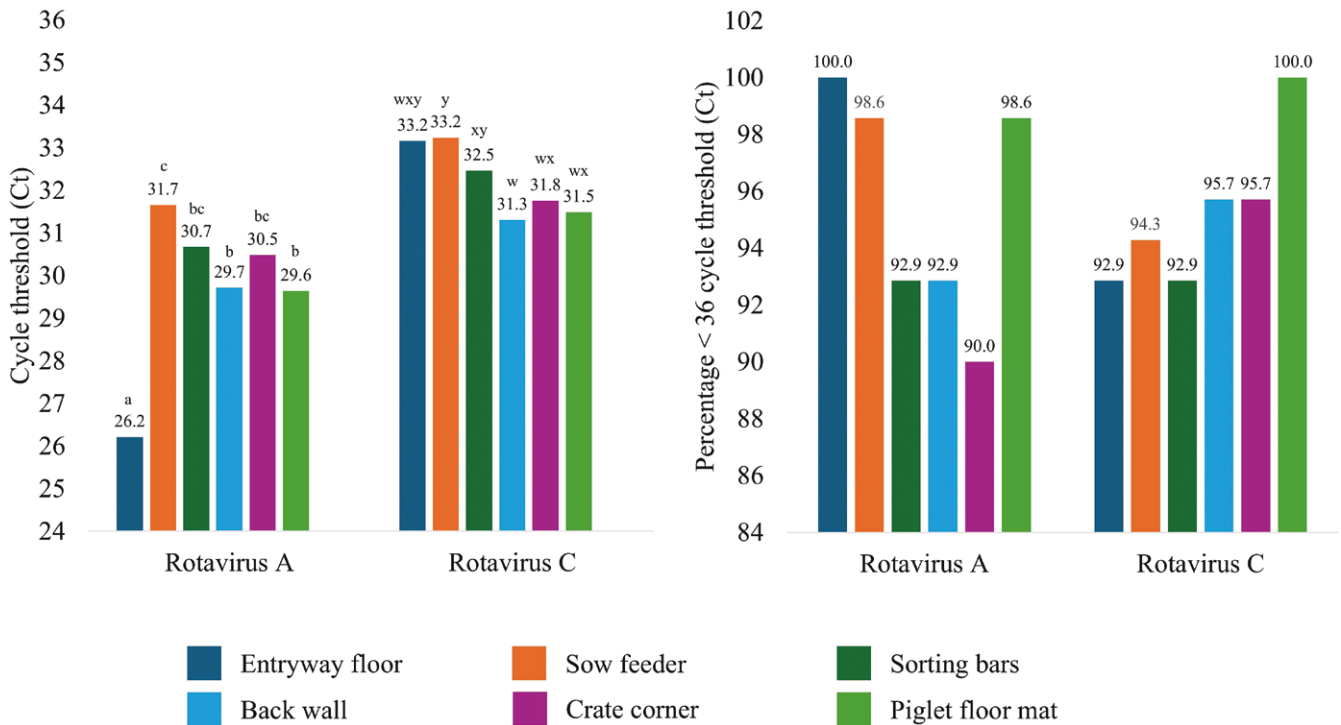 Cycle threshold (Ct)
36
35
34
33
32
31
30
29
28
27
26
25
24
a
26.2
c
31.7
bc
30.7
b
29.7
bc
30.5
b
29.6
wxy
33.2
y
33.2
xy
32.5
w
31.3
wx
31.8
wx
31.5
Rotavirus A
Rotavirus C
Percentage < 36 cycle threshold (Ct)
102
100
98
96
94
92
90
88
86
84
100.0
98.6
92.9
92.9
90.0
98.6
92.9
94.3
92.9
95.7
95.7
100.0
Rotavirus A
Rotavirus C
Entryway floor
Sow feeder
Sorting bars
Back wall
Crate corner
Piglet floor mat